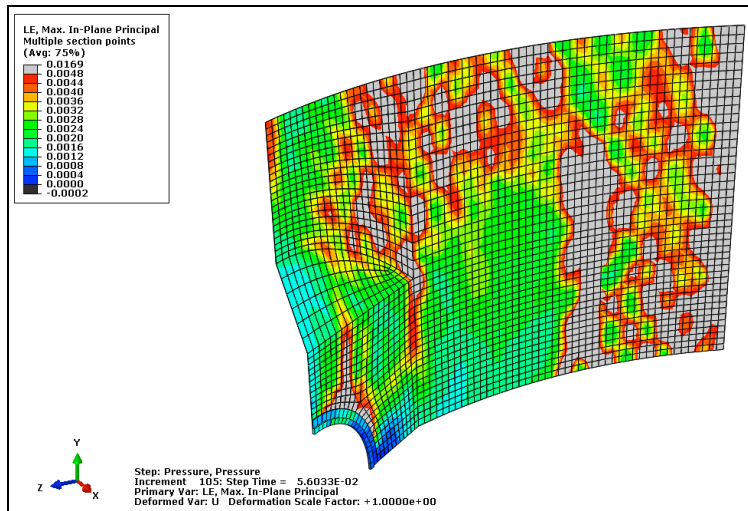 LE, Max. In-Plane Principal
Multiple section points
(Avg: 75%)
0.0169
0.0048
0.0044
0.0040
0.0036
0.0032
0.0028
0.0024
0.0020
0.0016
0.0012
0.0008
0.0004
0.0000
-0.0002
Y
Z
X
Step: Pressure, Pressure
Increment 105: Step Time = 5.6033E-02
Primary Var: LE, Max. In-Plane Principal
Deformed Var: U Deformation Scale Factor: +1.0000e+00